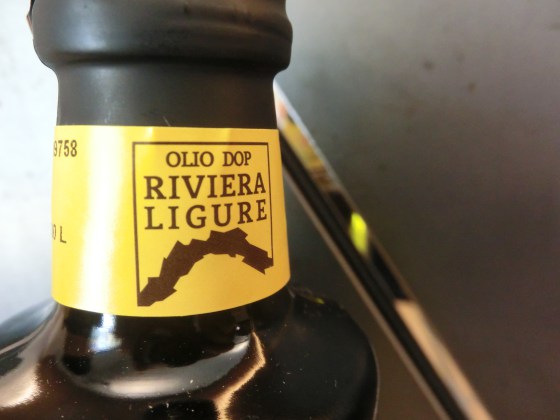 9758
OLIO DOP
RIVIERA
LIGURE
0 L